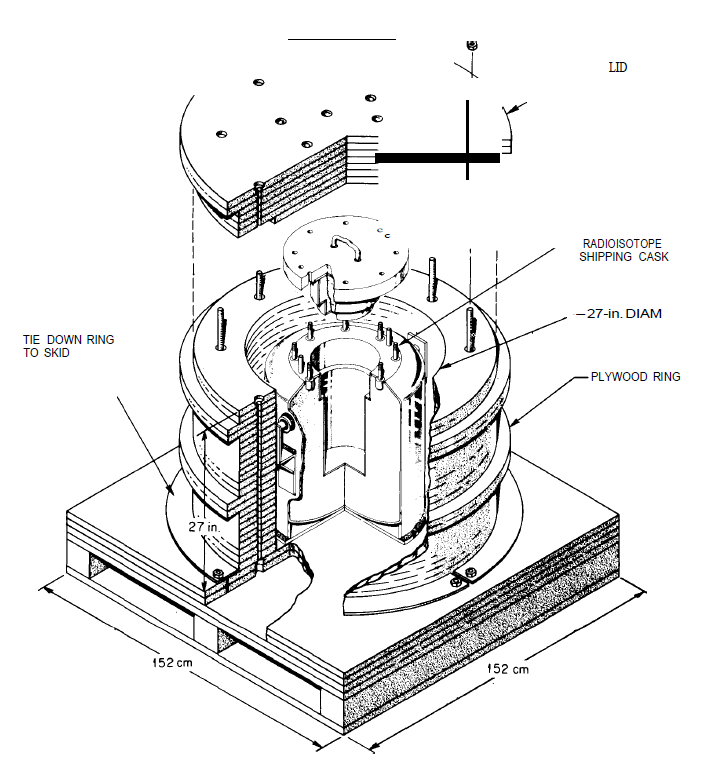 LID
RADIOISOTOPE
SHIPPING CASK
27-in. DIAM
TIE DOWN RING
TO SKID
PLYWOOD RING
27 in.
152 cm
152 cm